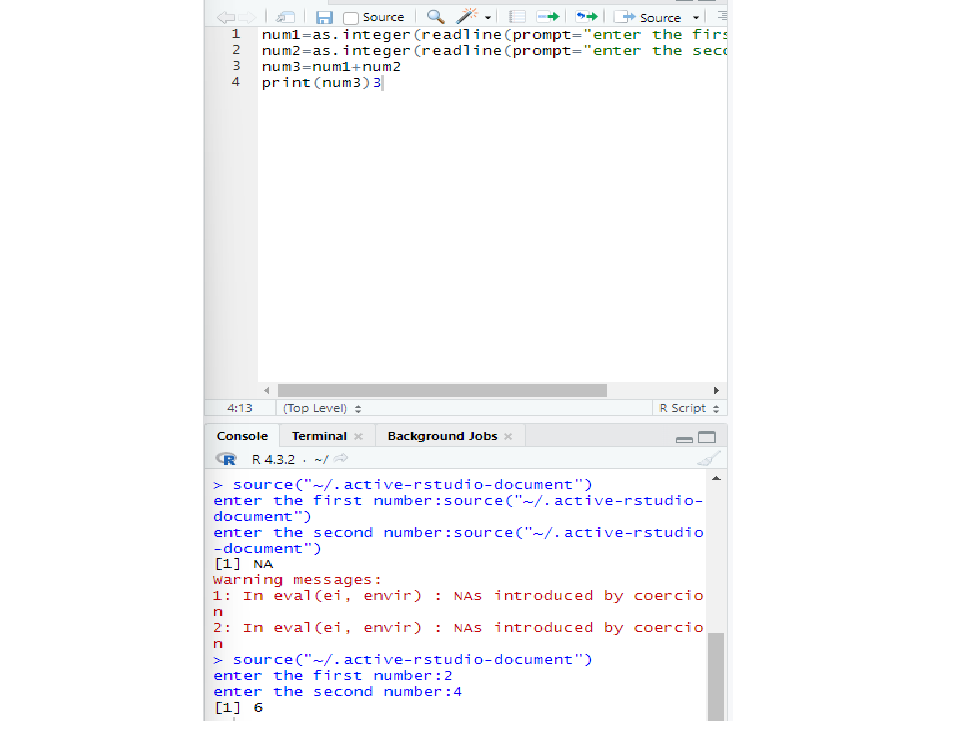 Source
Source
1 num1=as.integer(readline(prompt="enter the firs
2 num2=as.integer(readline(prompt="enter the seco
3 num3=num1+num2
4 print(num3)3
4:13 (Top Level) R Script
Console Terminal Background Jobs
R R 4.3.2 · ~/
> source("~/.active-rstudio-document")
enter the first number:source("~/.active-rstudio-
document")
enter the second number:source("~/.active-rstudio
-document")
[1] NA
Warning messages:
1: In eval(ei, envir) : NAs introduced by coercio
n
2: In eval(ei, envir) : NAs introduced by coercio
n
> source("~/.active-rstudio-document")
enter the first number:2
enter the second number:4
[1] 6